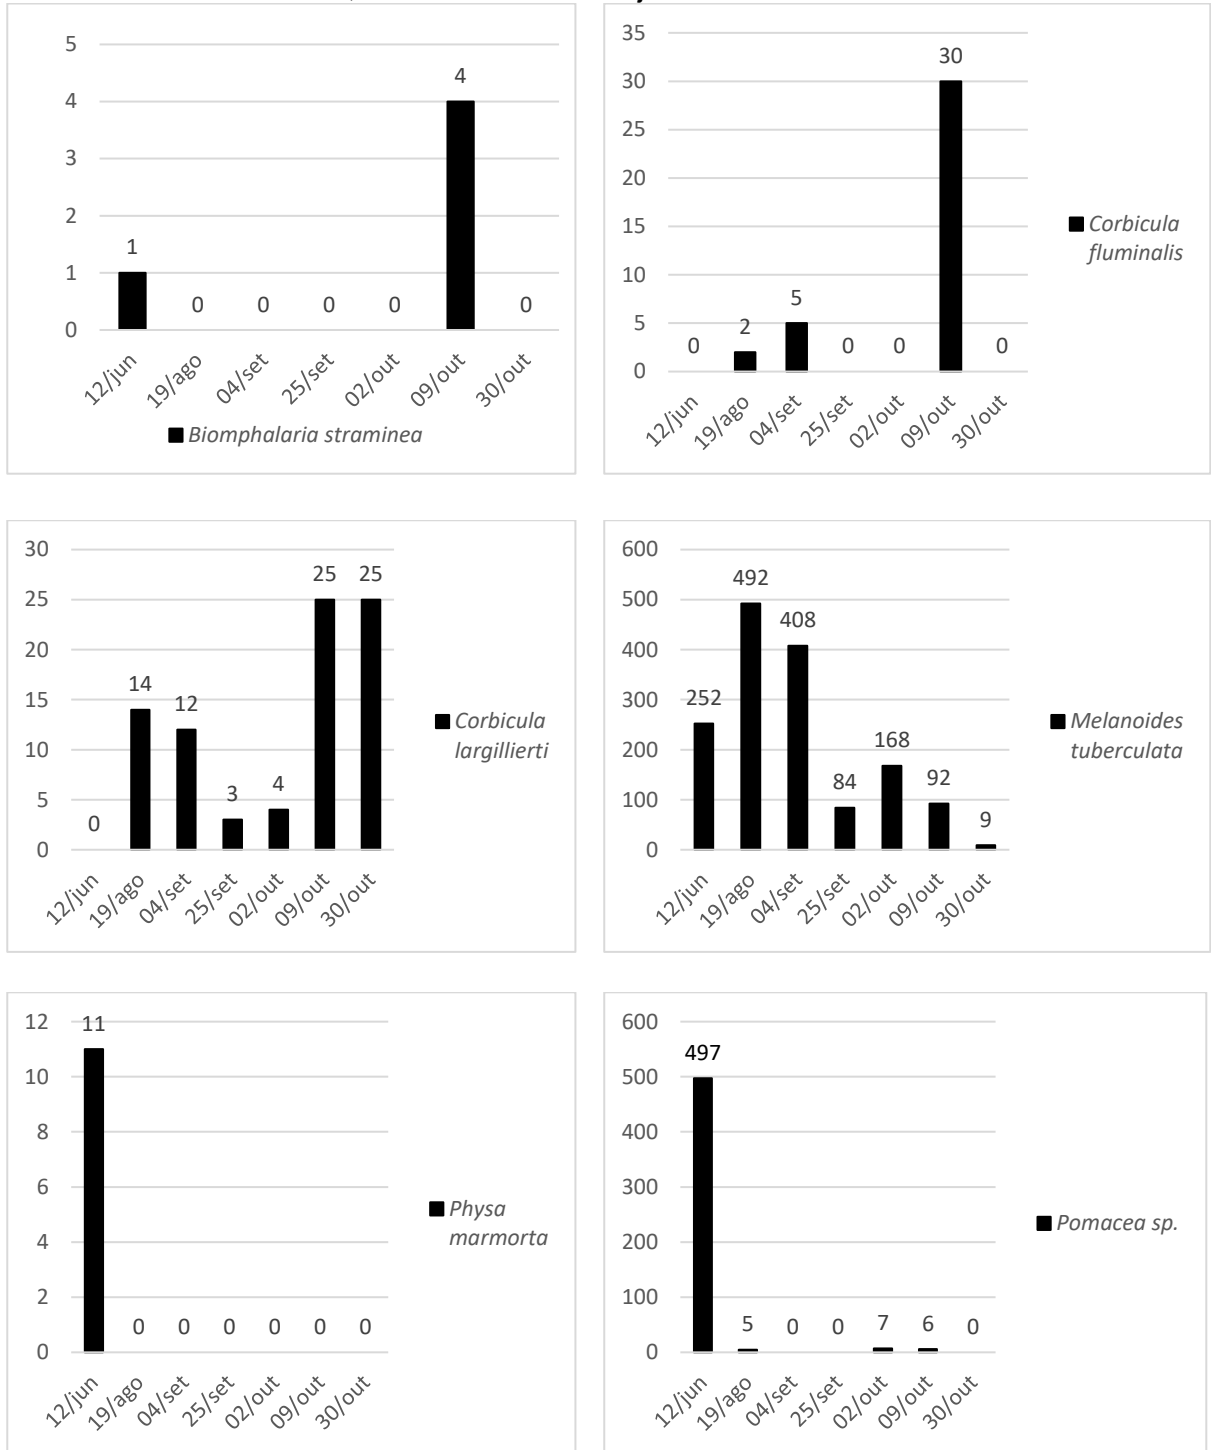 5
4
3
2
1
0
1
0
0
0
0
4
0
12/jun
19/ago
04/set
25/set
02/out
09/out
30/out
Biomphalaria straminea
35
30
25
20
15
10
5
0
0
2
5
0
0
30
0
12/jun
19/ago
04/set
25/set
02/out
09/out
30/out
Corbicula
fluminalis
30
25
20
15
10
5
0
0
14
12
3
4
25
25
12/jun
19/ago
04/set
25/set
02/out
09/out
30/out
Corbicula
largillierti
600
500
400
300
200
100
0
252
492
408
84
168
92
9
12/jun
19/ago
04/set
25/set
02/out
09/out
30/out
Melanoides
tuberculata
12
10
8
6
4
2
0
11
0
0
0
0
0
0
12/jun
19/ago
04/set
25/set
02/out
09/out
30/out
Physa
marmorta
600
500
400
300
200
100
0
497
5
0
0
7
6
0
12/jun
19/ago
04/set
25/set
02/out
09/out
30/out
Pomacea sp.